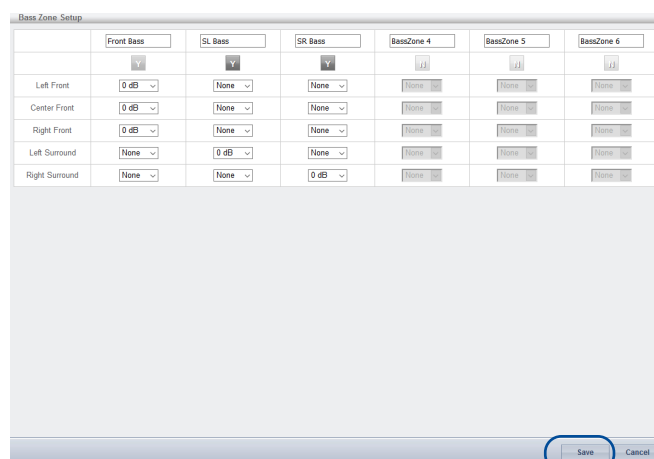 Bass Zone Setup
Front Bass SL Bass SR Bass BassZone 4 BassZone 5 BassZone 6
Y Y Y
Left Front 0 dB None None None None None
Center Front 0 dB None None None None None
Right Front 0 dB None None None None None
Left Surround None 0 dB None None None None
Right Surround None None 0 dB None None None
Save Cancel